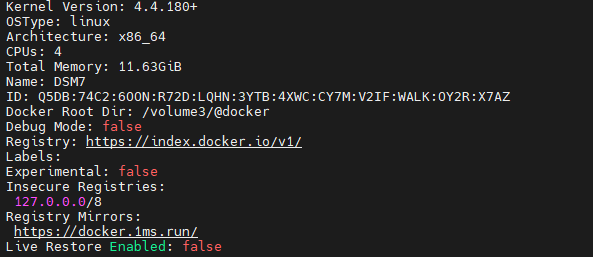 Kernel Version: 4.4.180+
OSType: linux
Architecture: x86_64
CPUs: 4
Total Memory: 11.63GiB
Name: DSM7
ID: Q5DB:74C2:6OON:R72D:LQHN:3YTB:4XWC:CY7M:V2IF:WALK:OY2R:X7AZ
Docker Root Dir: /volume3/@docker
Debug Mode: false
Registry: https://index.docker.io/v1/
Labels:
Experimental: false
Insecure Registries:
127.0.0.0/8
Registry Mirrors:
https://docker.1ms.run/
Live Restore Enabled: false